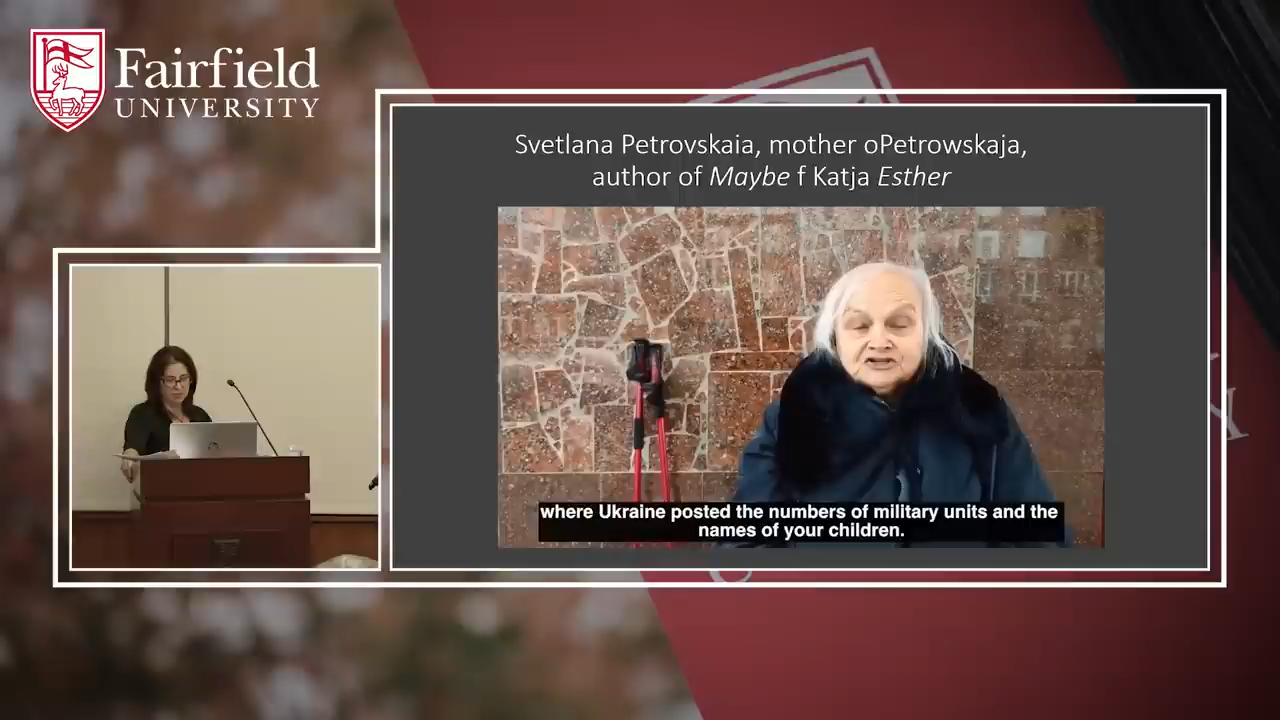 Fairfield
UNIVERSITY
Svetlana Petrovskaia, mother oPetrowskaja,
author of Maybe f Katja Esther
where Ukraine posted the numbers of military units and the
names of your children.